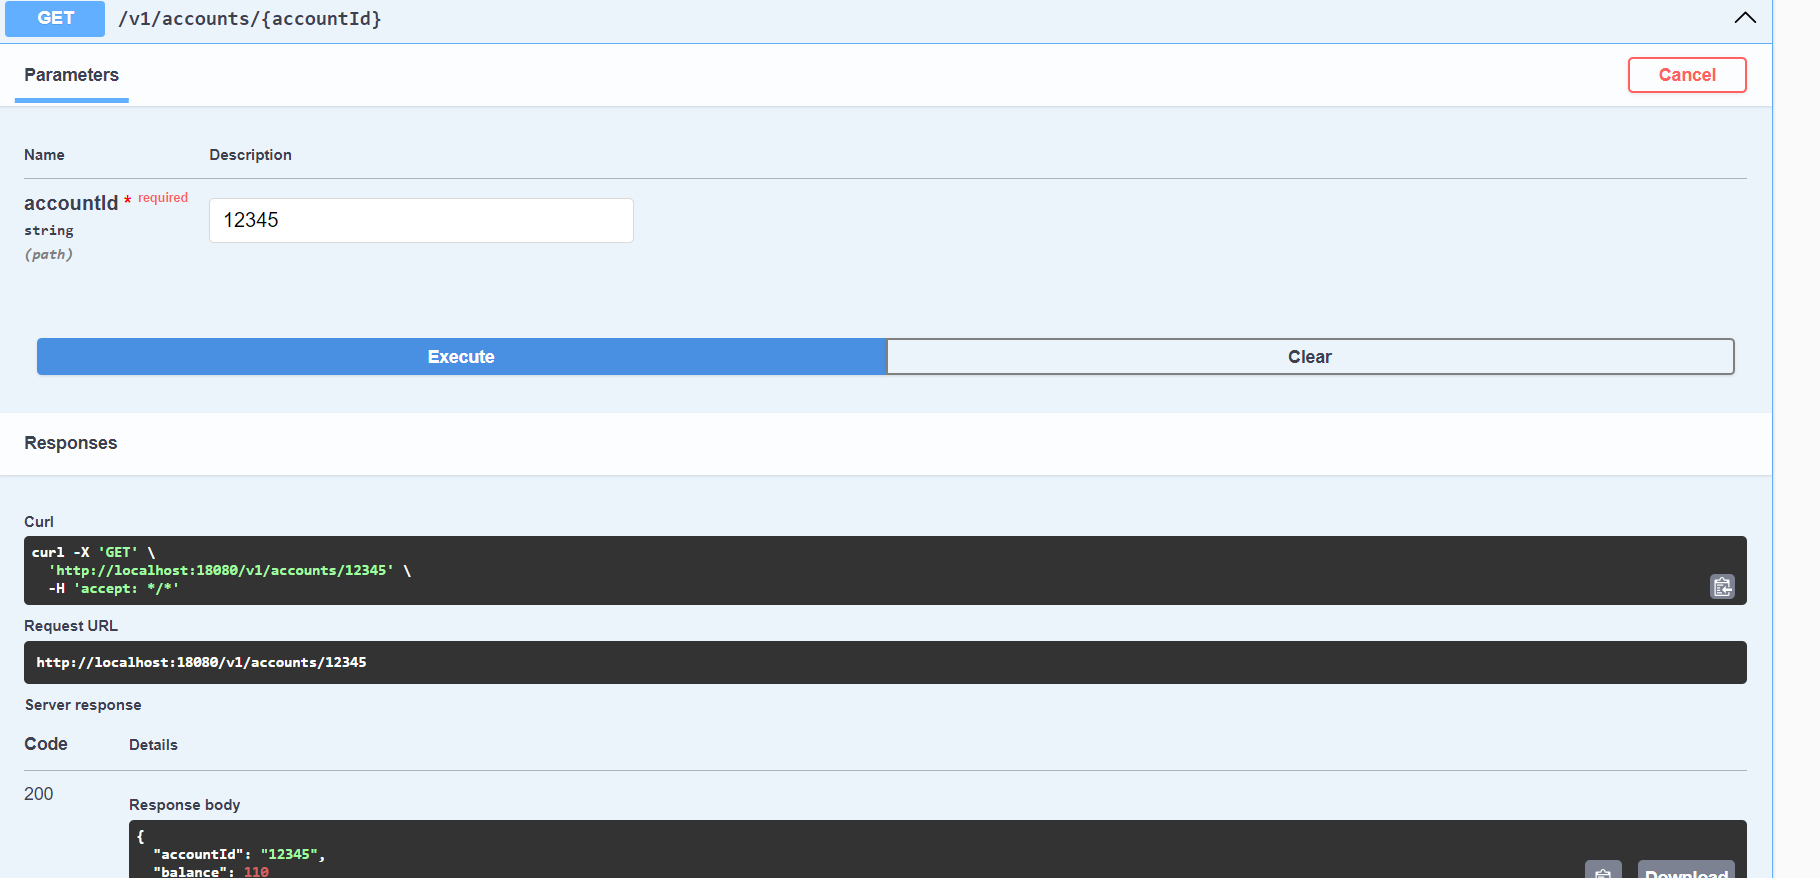 GET /v1/accounts/{accountId}
Parameters
Cancel
Name Description
accountId * required
string
(path)
12345
Execute Clear
Responses
Curl
curl -X 'GET' \
'http://localhost:18080/v1/accounts/12345' \
-H 'accept: */*'
Request URL
http://localhost:18080/v1/accounts/12345
Server response
Code Details
200
Response body
{
"accountId": "12345",
"balance": 110
Download